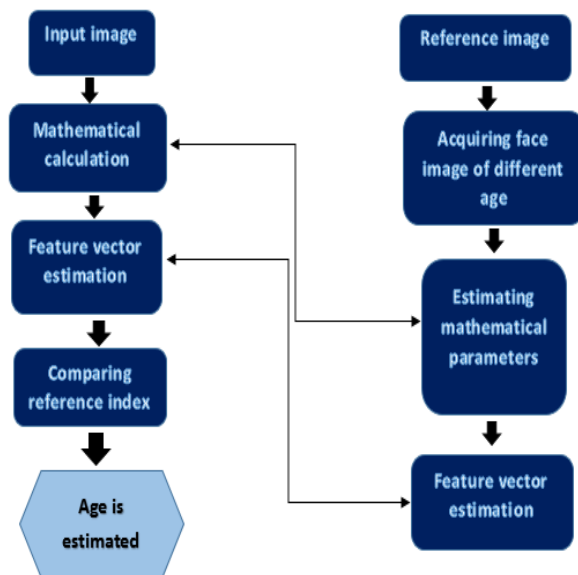 Input image
Mathematical
calculation
Feature vector
estimation
Comparing
reference index
Age is
estimated
Reference image
Acquiring face
image of different
age
Estimating
mathematical
parameters
Feature vector
estimation